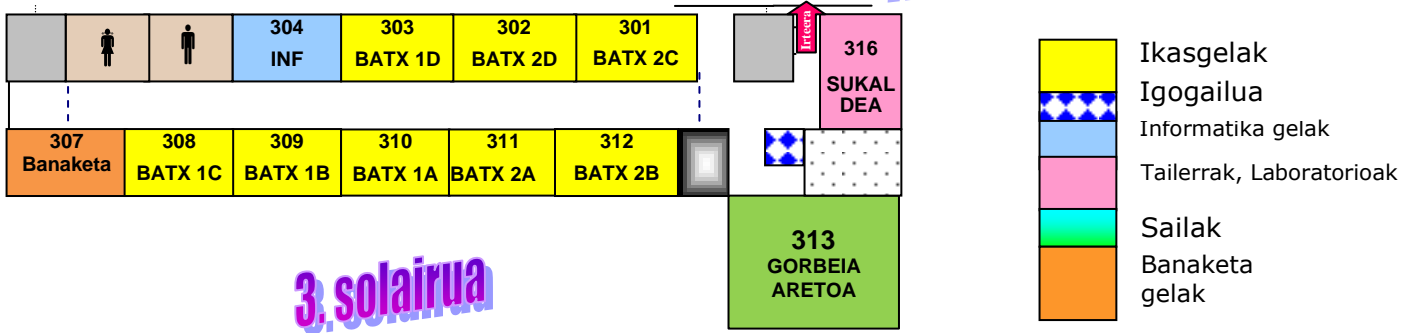 304
INF
303
BATX 1D
302
BATX 2D
301
BATX 2C
Irteera
316
SUKAL
DEA
307
Banaketa
308
BATX 1C
309
BATX 1B
310
BATX 1A
311
BATX 2A
312
BATX 2B
313
GORBEIA
ARETOA
3. solairua
Ikasgelak
Igogailua
Informatika gelak
Tailerrak, Laborategioak
Sailak
Banaketa
gelak